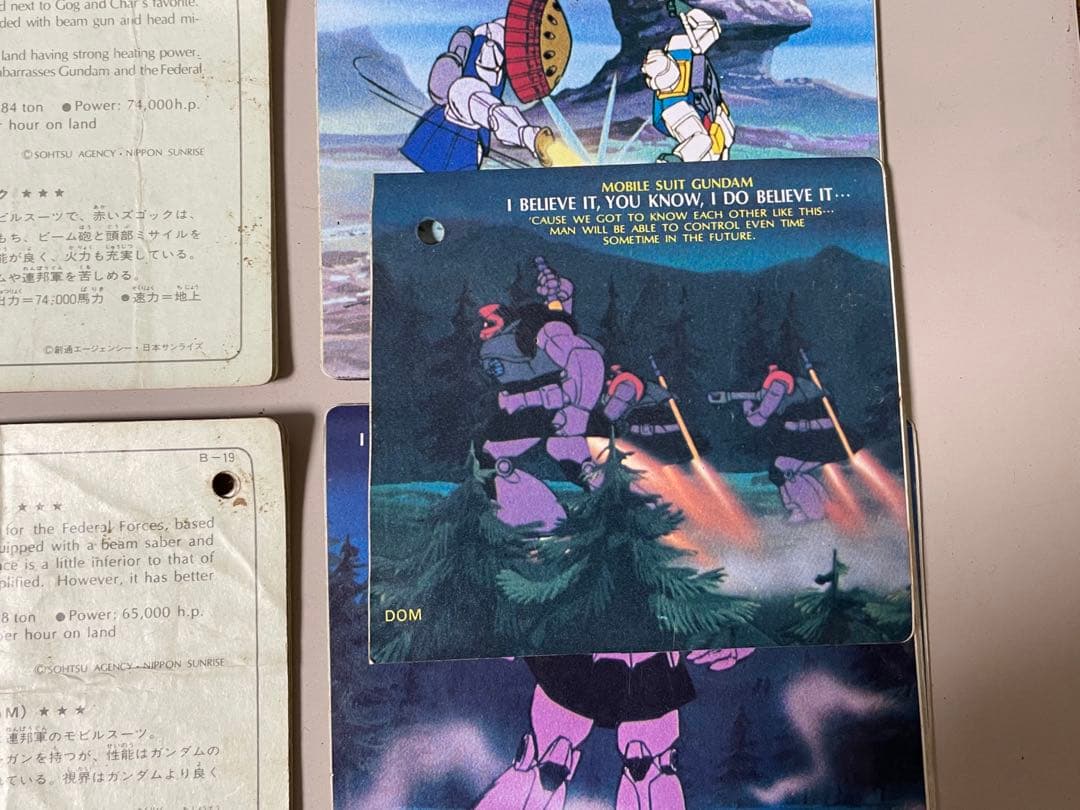 d next to Gog and Char's favorite.
ded with beam gun and head mi-
land having strong heating power.
nbarrasses Gundam and the Federal
84 ton ●Power: 74,000h.p.
r hour on land
©SOHTSU AGENCY・NIPPON SUNRISE
ク ★★★
ビルスーツで、赤いズゴックは、
もち、ビーム砲と頭部ミサイルを
能が良く、火力も充実している。
ムや連邦軍を苦しめる。
出力=74,000馬力 ●速力=地上
©創通エージェンシー・日本サンライズ
B-19
★★★
for the Federal Forces, based
uipped with a beam saber and
nce is a little inferior to that of
plified. However, it has better
8 ton ●Power: 65,000 h.p.
per hour on land
©SOHTSU AGENCY・NIPPON SUNRISE
M) ★★★
連邦軍のモビルスーツ。
ーガンを持つが、性能はガンダムの
れている。視界はガンダムより良く
MOBILE SUIT GUNDAM
I BELIEVE IT, YOU KNOW, I DO BELIEVE IT…
'CAUSE WE GOT TO KNOW EACH OTHER LIKE THIS…
MAN WILL BE ABLE TO CONTROL EVEN TIME
SOMETIME IN THE FUTURE.
DOM
I